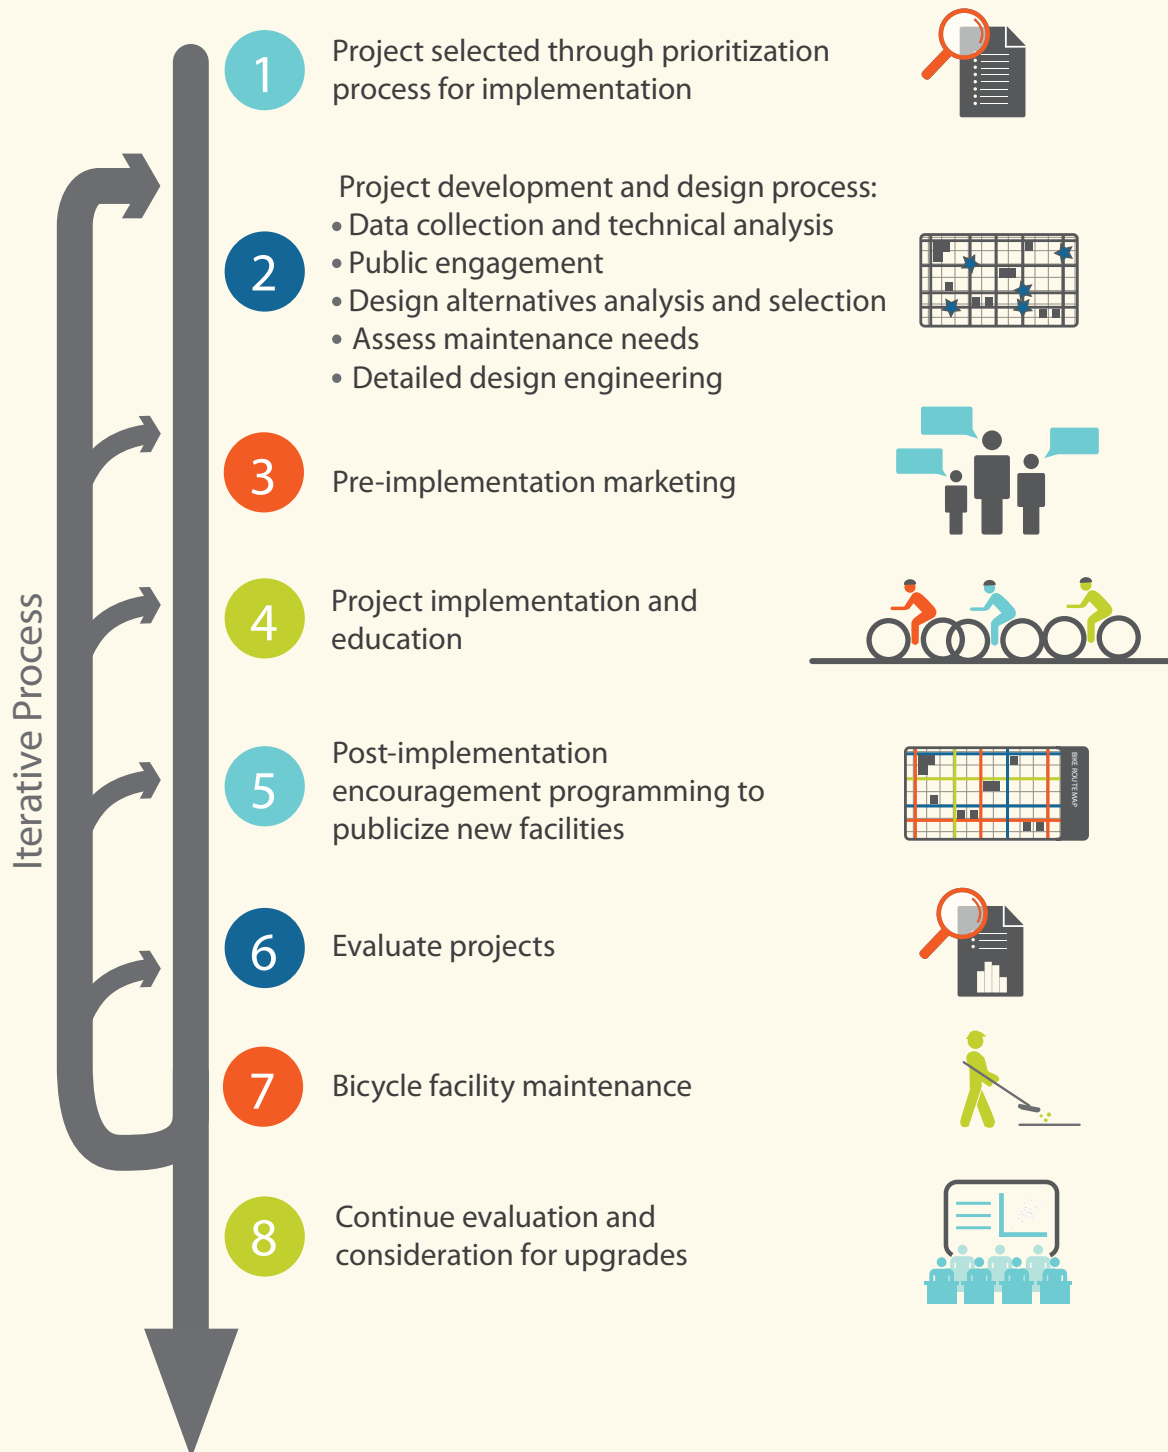 1
Project selected through prioritization
process for implementation
2
Project development and design process:
• Data collection and technical analysis
• Public engagement
• Design alternatives analysis and selection
• Assess maintenance needs
• Detailed design engineering
3
Pre-implementation marketing
4
Project implementation and
education
5
Post-implementation
encouragement programming to
publicize new facilities
BIKE ROUTE MAP
6
Evaluate projects
7
Bicycle facility maintenance
8
Continue evaluation and
consideration for upgrades
Iterative Process